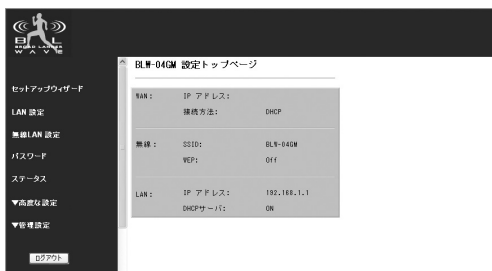 BROAD LANNER
WAVE
セットアップウィザード
LAN 設定
無線LAN 設定
パスワード
ステータス
▼高度な設定
▼管理設定
ログアウト
BLW-04GM 設定トップページ
WAN: IP アドレス:
接続方法: DHCP
無線: SSID: BLW-04GM
WEP: Off
LAN: IP アドレス: 192.168.1.1
DHCPサーバ: ON